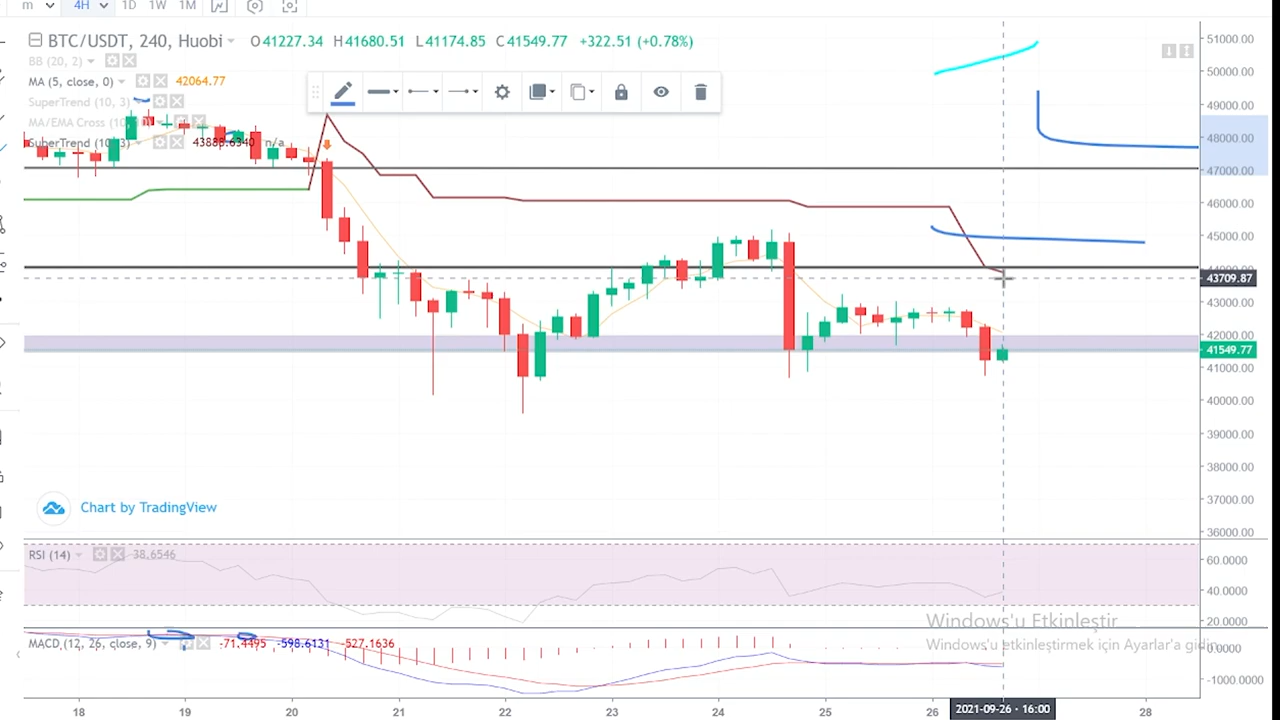 m 4H 1D 1W 1M
BTC/USDT, 240, Huobi O41227.34 H41680.51 L41174.85 C41549.77 +322.51 (+0.78%)
BB (20, 2)
MA (5, close, 0) 42064.77
SuperTrend (10, 3)
MA/EMA Cross (10,
SuperTrend (10, 3) 43888.6340 n/a
51000.00
50000.00
49000.00
48000.00
47000.00
46000.00
45000.00
44000.00
43709.87
43000.00
42000.00
41549.77
41000.00
40000.00
39000.00
38000.00
37000.00
36000.00
Chart by TradingView
RSI (14) 38.6546
60.0000
40.0000
20.0000
Windows'u Etkinleştir
Windows'u etkinleştirmek için Ayarlar'a gidin
MACD (12, 26, close, 9) -71.4495 -598.6131 -527.1636
0.0000
-1000.0000
18 19 20 21 22 23 24 25 26 2021-09-26 · 16:00 28